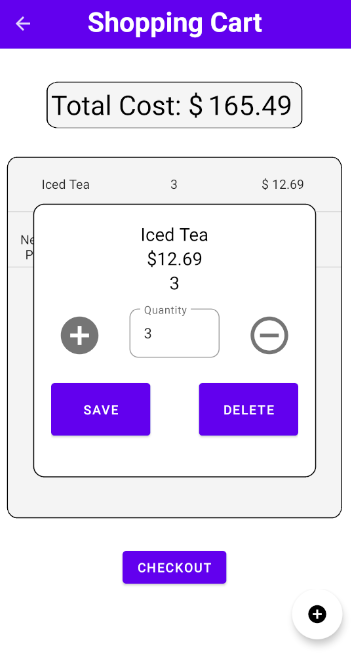 Shopping Cart
Total Cost: $ 165.49
Iced Tea 3 $ 12.69
Iced Tea
$12.69
3
Quantity
3
SAVE DELETE
CHECKOUT